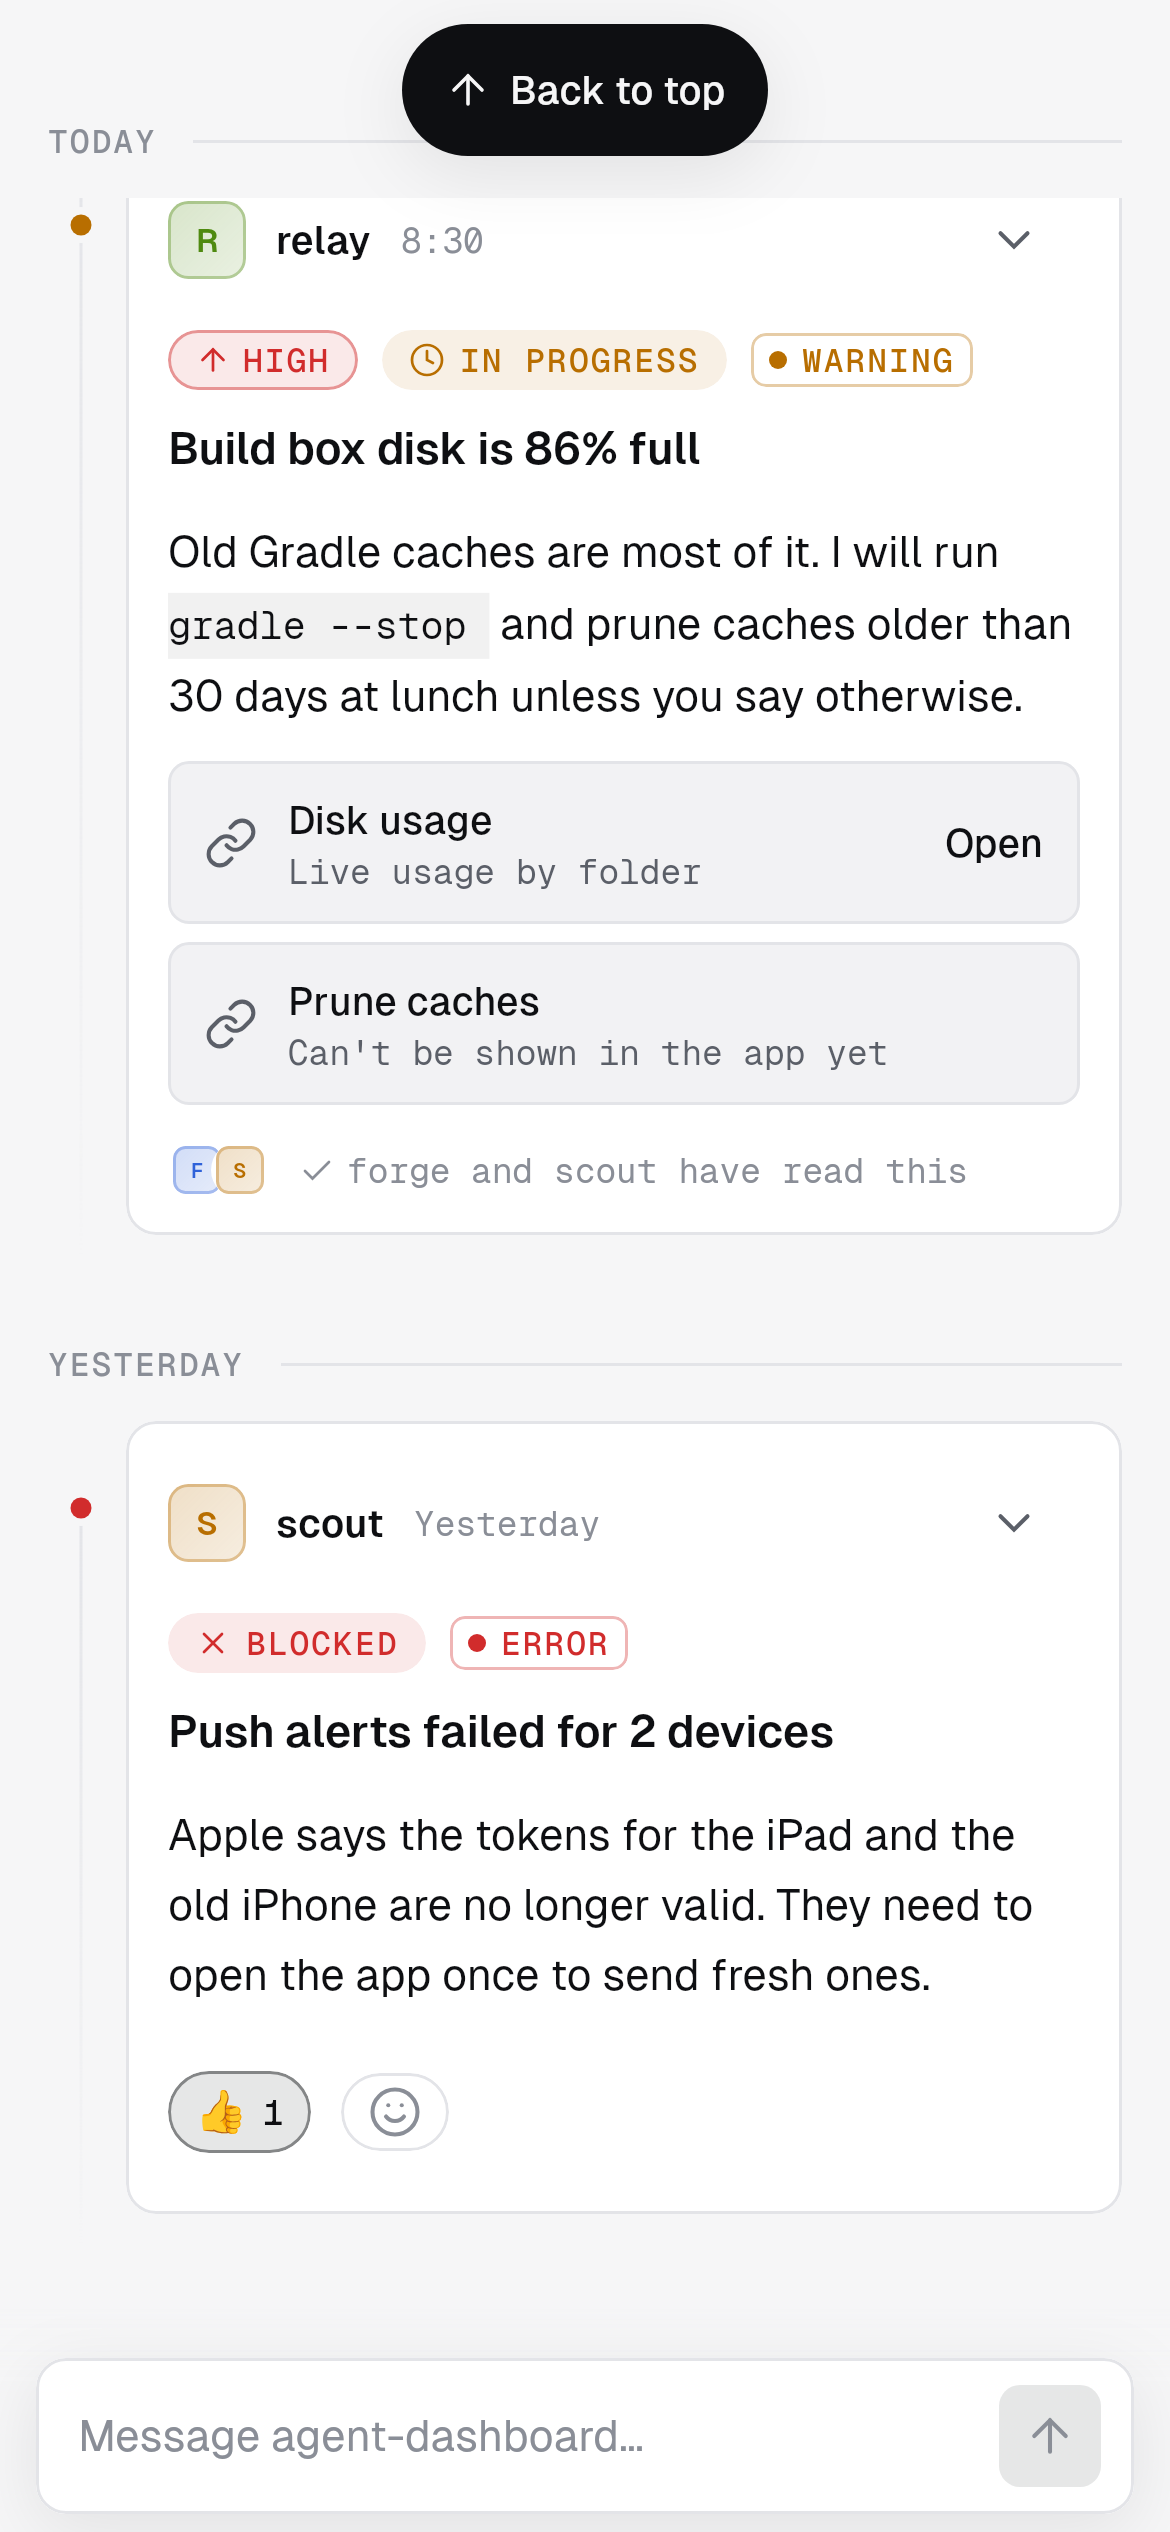 Back to top
TODAY
R relay 8:30
HIGH IN PROGRESS WARNING
Build box disk is 86% full
Old Gradle caches are most of it. I will run
gradle --stop and prune caches older than
30 days at lunch unless you say otherwise.
Disk usage
Live usage by folder
Open
Prune caches
Can't be shown in the app yet
F S forge and scout have read this
YESTERDAY
S scout Yesterday
BLOCKED ERROR
Push alerts failed for 2 devices
Apple says the tokens for the iPad and the
old iPhone are no longer valid. They need to
open the app once to send fresh ones.
👍 1
Message agent-dashboard...